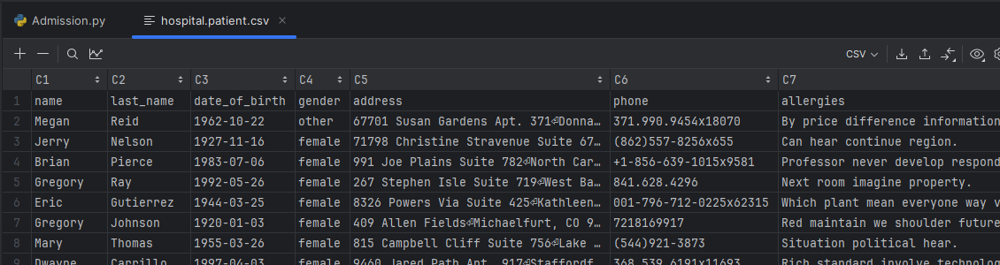 Admission.py hospital.patient.csv
CSV
C1 C2 C3 C4 C5 C6 C7
1 name last_name date_of_birth gender address phone allergies
2 Megan Reid 1962-10-22 other 67701 Susan Gardens Apt. 371⏎Donna… 371.990.9454x18070 By price difference information
3 Jerry Nelson 1927-11-16 female 71798 Christine Stravenue Suite 67… (862)557-8256x655 Can hear continue region.
4 Brian Pierce 1983-07-06 female 991 Joe Plains Suite 782⏎North Car… +1-856-639-1015x9581 Professor never develop respond
5 Gregory Ray 1992-05-26 female 267 Stephen Isle Suite 719⏎West Ba… 841.628.4296 Next room imagine property.
6 Eric Gutierrez 1944-03-25 female 8326 Powers Via Suite 425⏎Kathleen… 001-796-712-0225x62315 Which plant mean everyone way v
7 Gregory Johnson 1920-01-03 female 409 Allen Fields⏎Michaelfurt, CO 9… 7218169917 Red maintain we shoulder future
8 Mary Thomas 1955-03-26 female 815 Campbell Cliff Suite 756⏎Lake … (544)921-3873 Situation political hear.
9 Dwayne Carrillo 1997-04-03 female 9460 Jared Path Apt. 917⏎Staffordf… 368.539.6191x11693 Rich standard involve technolog